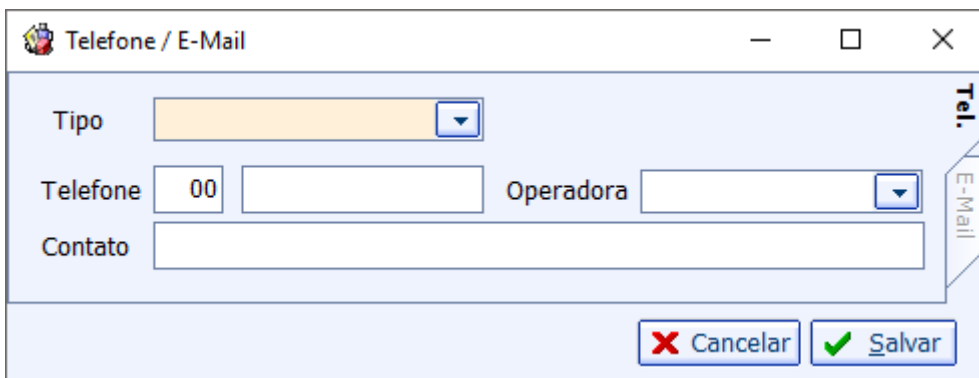 Telefone / E-Mail
Tel.
Tipo
Telefone 00 Operadora
E-Mail
Contato
Cancelar Salvar